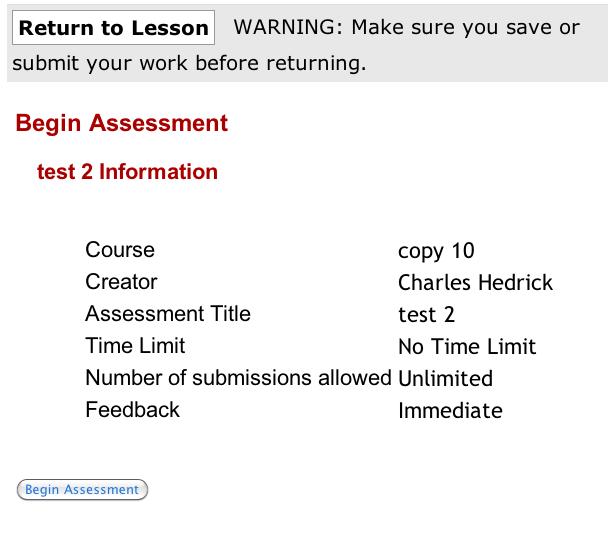 Return to Lesson WARNING: Make sure you save or
submit your work before returning.
Begin Assessment
test 2 Information
Course copy 10
Creator Charles Hedrick
Assessment Title test 2
Time Limit No Time Limit
Number of submissions allowed Unlimited
Feedback Immediate
Begin Assessment